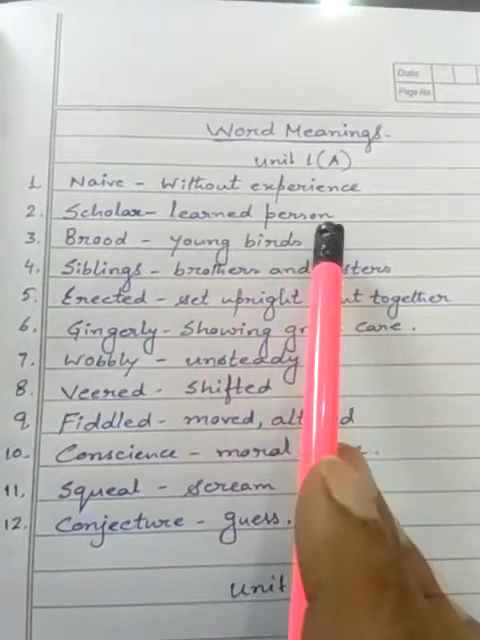 Date
Page No
Word Meanings.
Unit 1(A)
1. Naive - Without experience
2. Scholar - learned person
3. Brood - young birds
4. Siblings - brothers and
5. Erected - set upright together
6. Gingerly - Showing care.
7. Wobbly - unsteady
8. Veered - Shifted
9. Fiddled - moved,
10. Conscience - moral
11. Squeal - scream
12. Conjecture - guess.
Unit